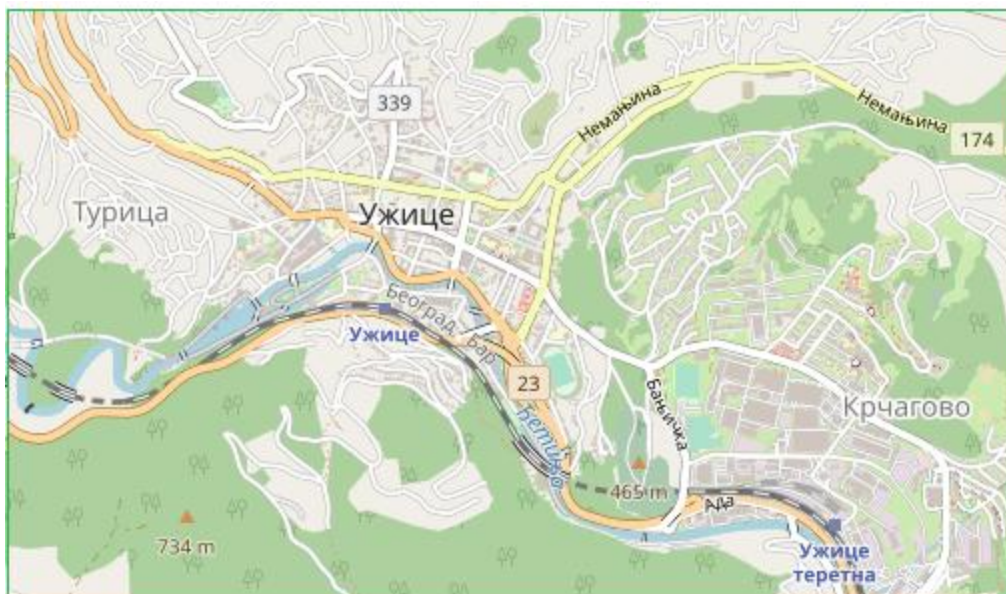 339
Немањина
Немањина
174
Турица
Ужице
Београд - Бар
Ужице
23
Бањичка
Крчагово
Ђетиња
465 m
Ада
734 m
Ужице
теретна